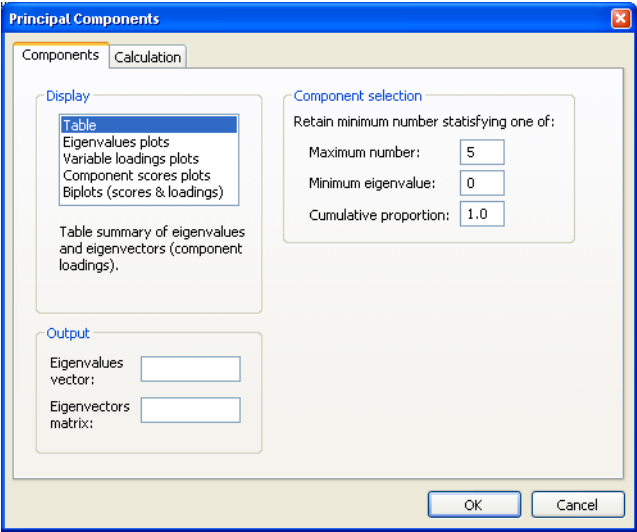 Principal Components
Components
Calculation
Display
Table
Eigenvalues plots
Variable loadings plots
Component scores plots
Biplots (scores & loadings)
Table summary of eigenvalues
and eigenvectors (component
loadings).
Output
Eigenvalues
vector:
Eigenvectors
matrix:
Component selection
Retain minimum number statisfying one of:
Maximum number: 5
Minimum eigenvalue: 0
Cumulative proportion: 1.0
OK
Cancel